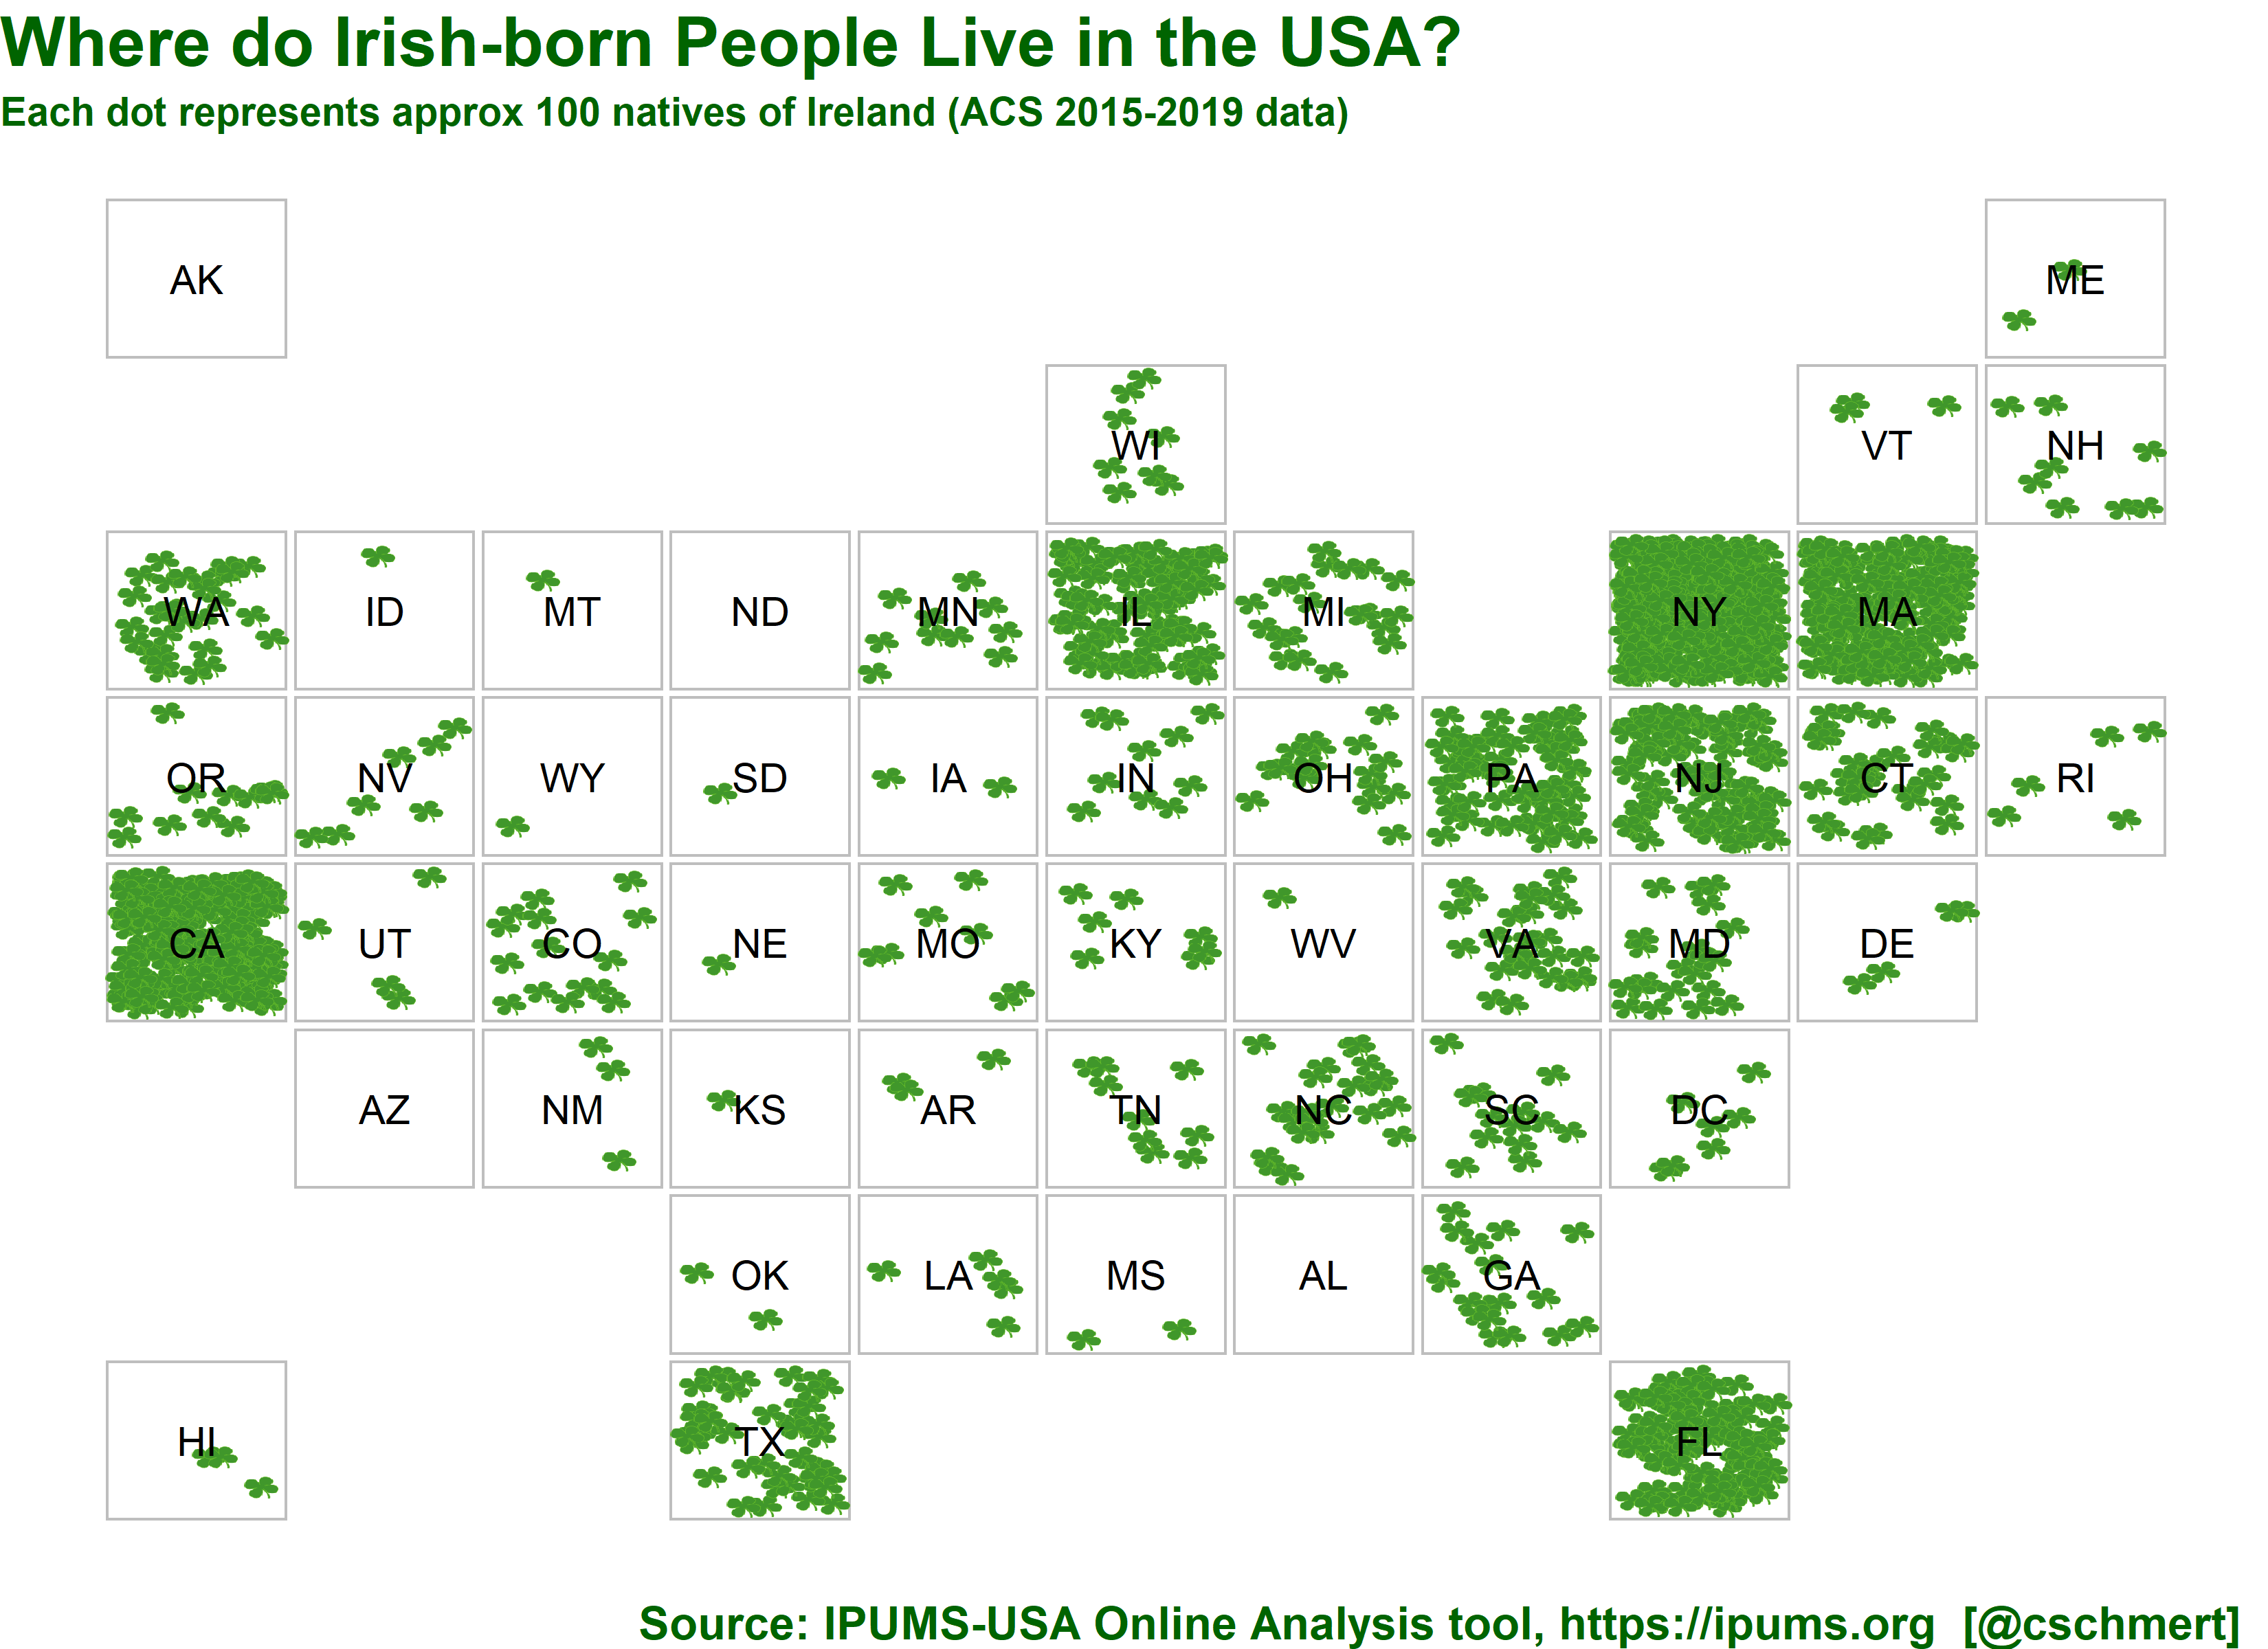 Where do Irish-born People Live in the USA?
Each dot represents approx 100 natives of Ireland (ACS 2015-2019 data)
AK
ME
WI
VT
NH
WA
ID
MT
ND
MN
IL
MI
NY
MA
OR
NV
WY
SD
IA
IN
OH
PA
NJ
CT
RI
CA
UT
CO
NE
MO
KY
WV
VA
MD
DE
AZ
NM
KS
AR
TN
NC
SC
DC
OK
LA
MS
AL
GA
HI
TX
FL
Source: IPUMS-USA Online Analysis tool, https://ipums.org [@cschmert]